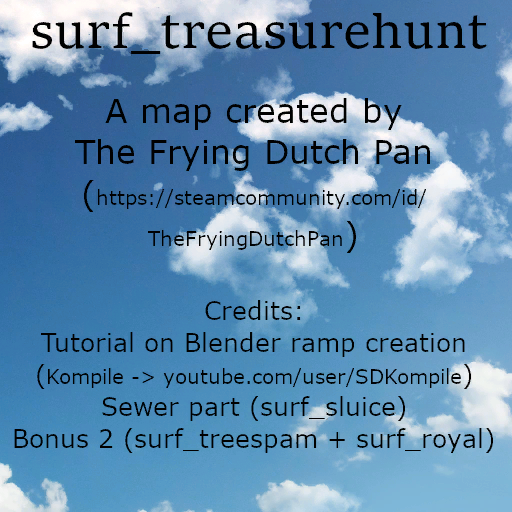 surf_treasurehunt
A map created by
The Frying Dutch Pan
(https://steamcommunity.com/id/
TheFryingDutchPan)
Credits:
Tutorial on Blender ramp creation
(Kompile -> youtube.com/user/SDKompile)
Sewer part (surf_sluice)
Bonus 2 (surf_treespam + surf_royal)